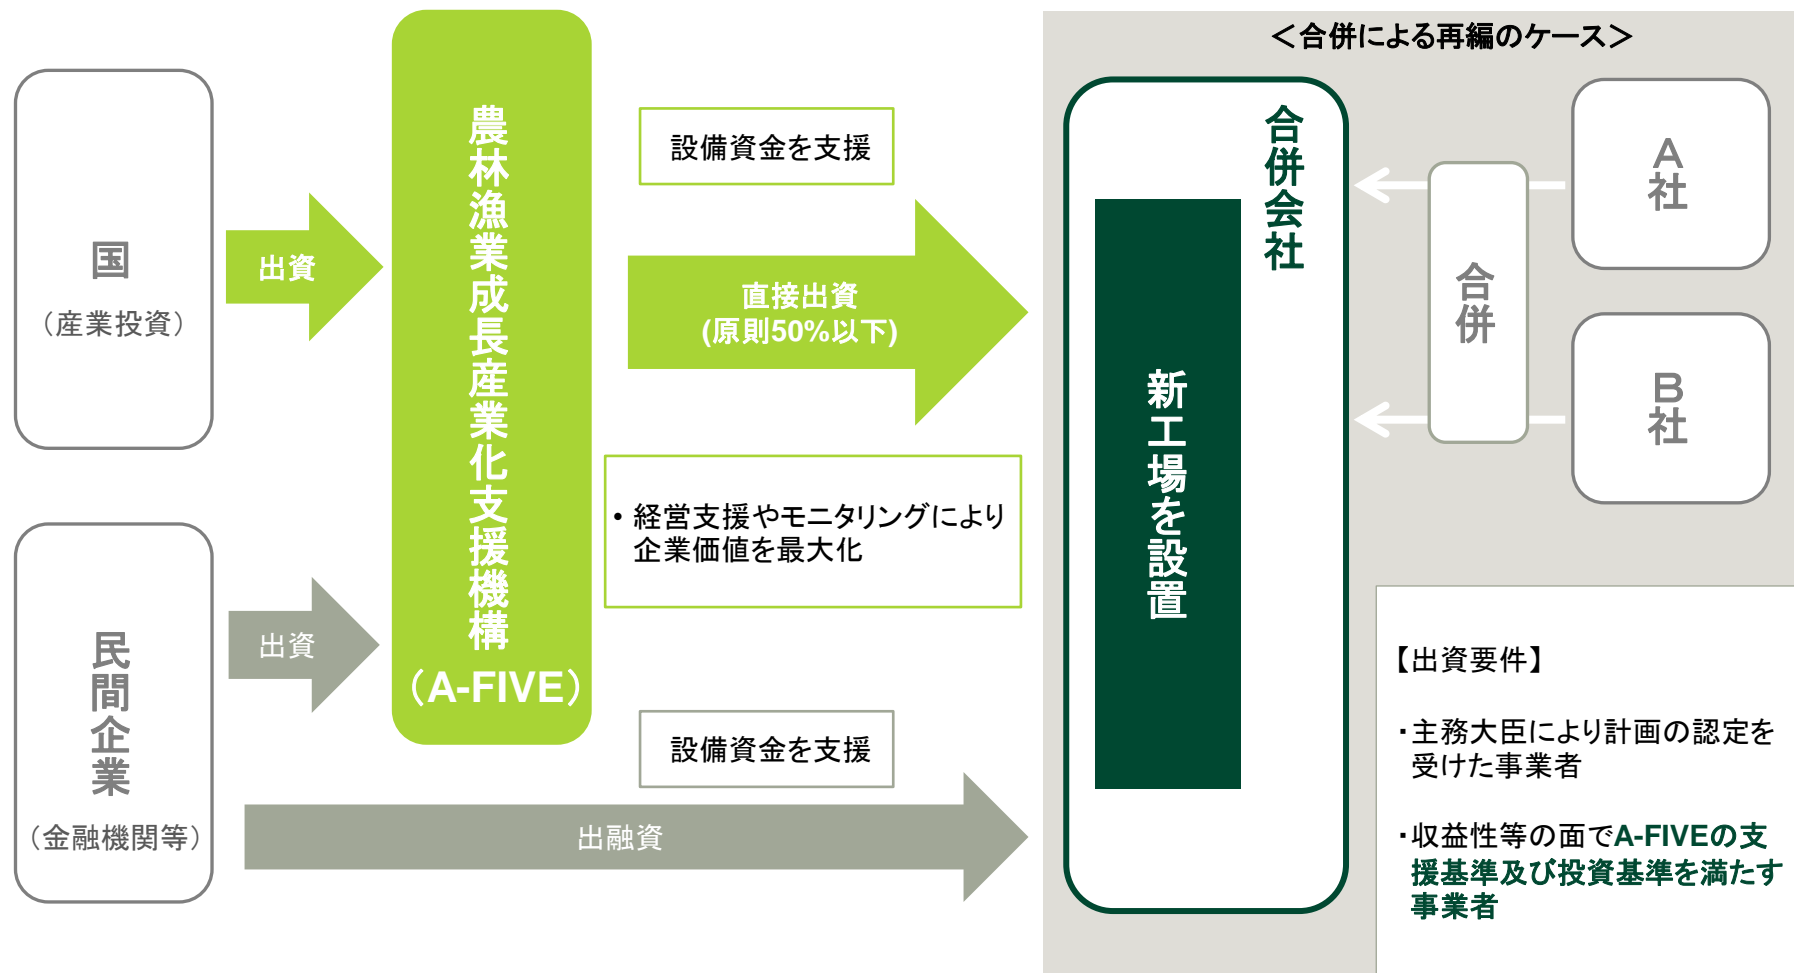 国
（産業投資）
出資
民間企業
（金融機関等）
出資
農林漁業成長産業化支援機構
（A-FIVE）
設備資金を支援
直接出資
(原則50%以下)
・経営支援やモニタリングにより
企業価値を最大化
設備資金を支援
出融資
＜合併による再編のケース＞
合併会社
新工場を設置
合併
A社
B社
【出資要件】
・主務大臣により計画の認定を
受けた事業者
・収益性等の面でA-FIVEの支
援基準及び投資基準を満たす
事業者